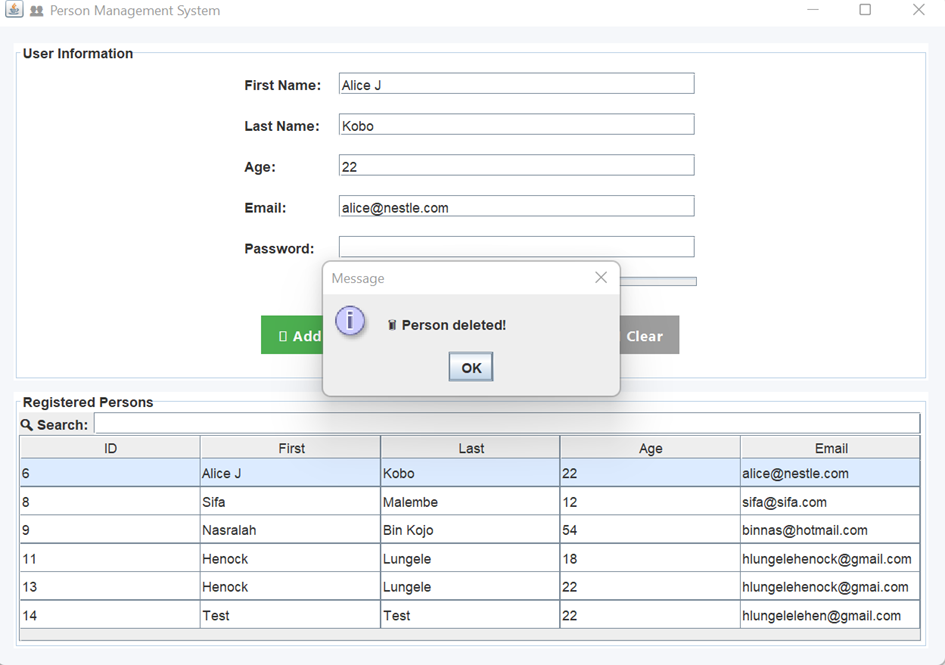 Person Management System
User Information
First Name: Alice J
Last Name: Kobo
Age: 22
Email: alice@nestle.com
Password:
Message
Person deleted!
OK
Add
Clear
Registered Persons
Search:
ID First Last Age Email
6 Alice J Kobo 22 alice@nestle.com
8 Sifa Malembe 12 sifa@sifa.com
9 Nasralah Bin Kojo 54 binnas@hotmail.com
11 Henock Lungele 18 hlungelehenock@gmail.com
13 Henock Lungele 22 hlungelehenock@gmai.com
14 Test Test 22 hlungelelehen@gmail.com